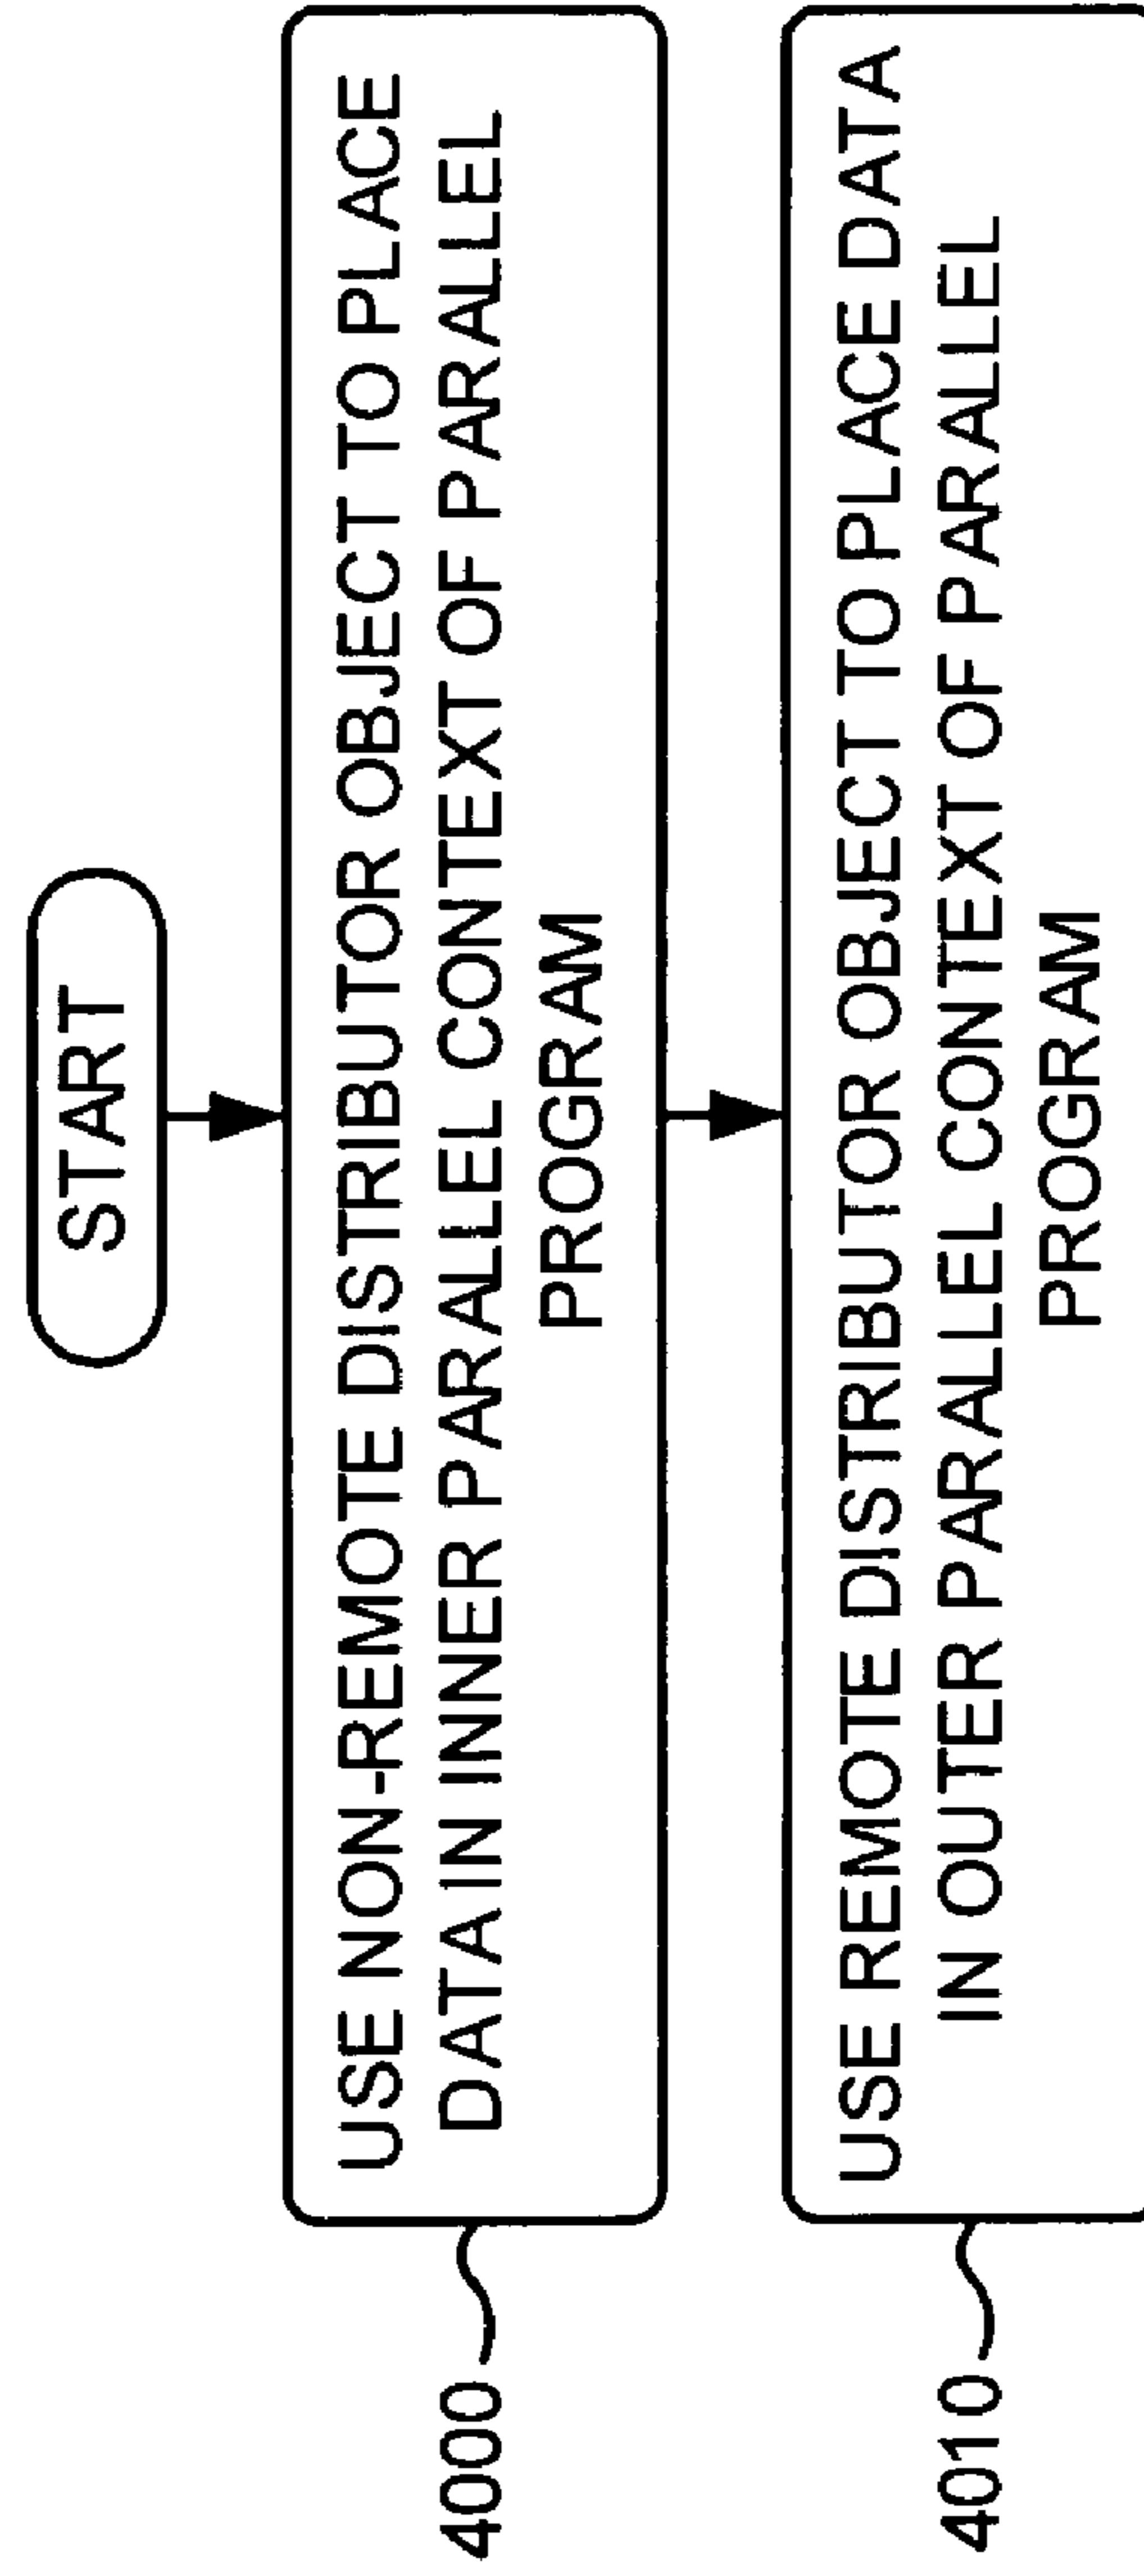 START
USE NON-REMOTE DISTRIBUTOR OBJECT TO PLACE
DATA IN INNER PARALLEL CONTEXT OF PARALLEL
PROGRAM
4000
USE REMOTE DISTRIBUTOR OBJECT TO PLACE DATA
IN OUTER PARALLEL CONTEXT OF PARALLEL
PROGRAM
4010